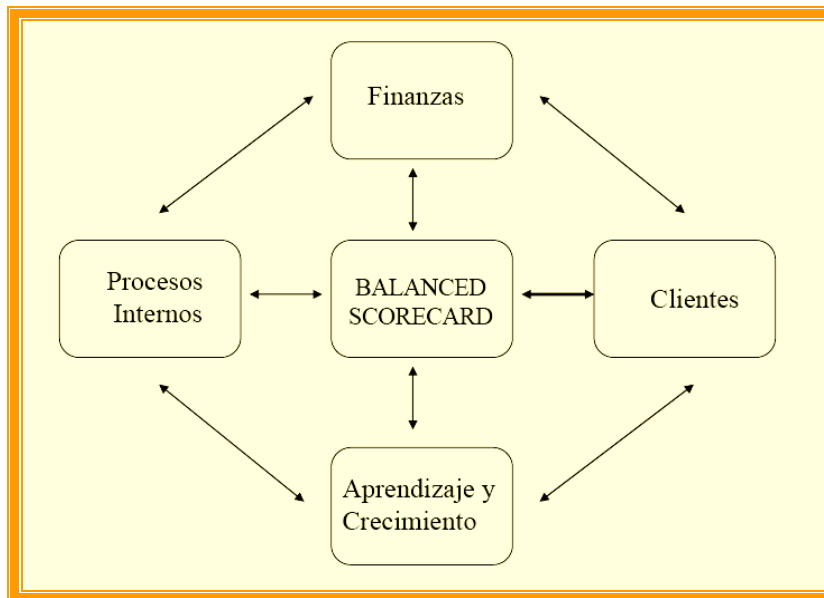 Finanzas
Procesos
Internos
BALANCED
SCORECARD
Clientes
Aprendizaje y
Crecimiento